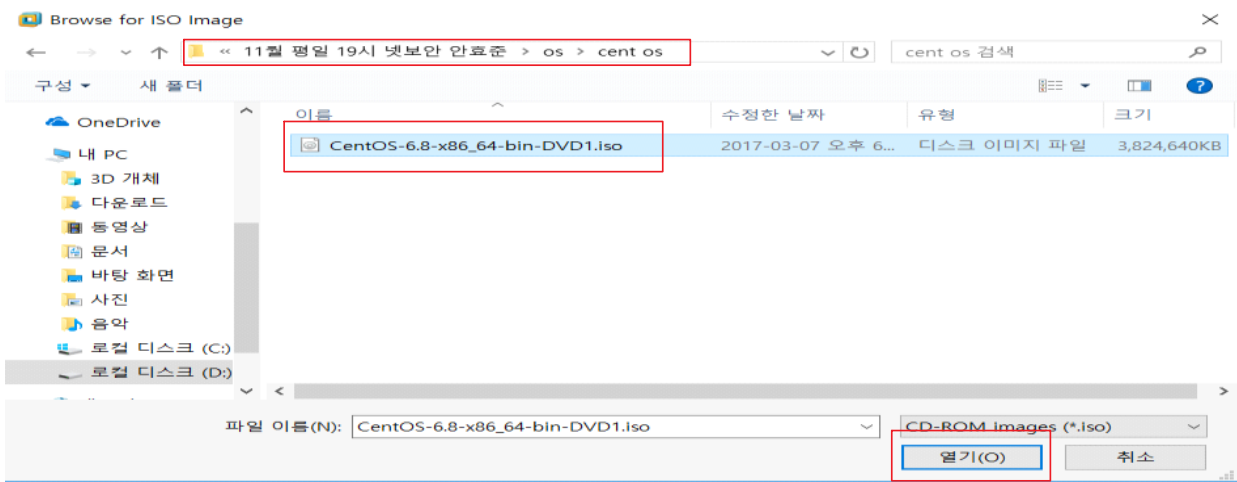 Browse for ISO Image
« 11월 평일 19시 넷보안 안효준 > os > cent os
cent os 검색
구성
새 폴더
이름
수정한 날짜
유형
크기
CentOS-6.8-x86_64-bin-DVD1.iso
2017-03-07 오후 6...
디스크 이미지 파일
3,824,640KB
OneDrive
내 PC
3D 개체
다운로드
동영상
문서
바탕 화면
사진
음악
로컬 디스크 (C:)
로컬 디스크 (D:)
파일 이름(N):
CentOS-6.8-x86_64-bin-DVD1.iso
CD-ROM images (*.iso)
열기(O)
취소